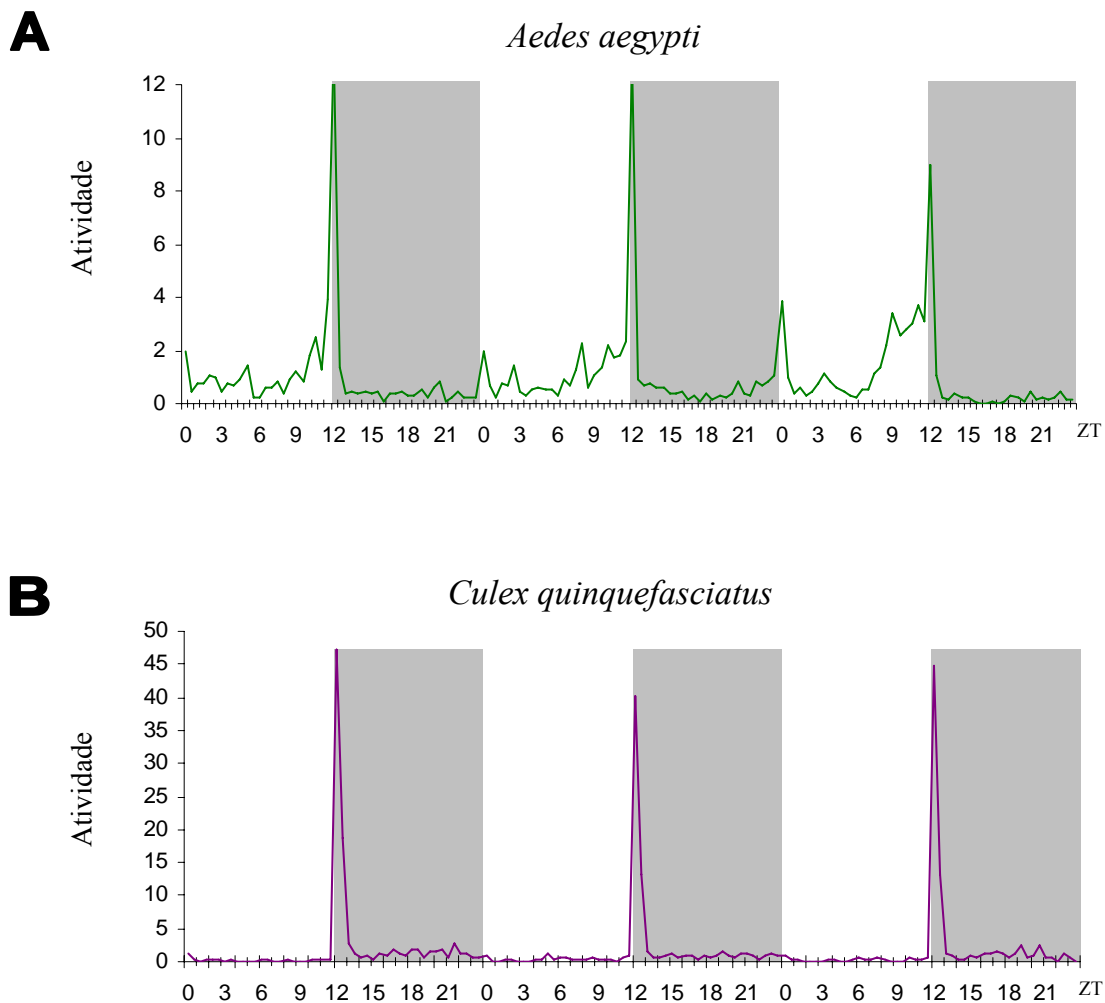 A
Aedes aegypti
Atividade
12
10
8
6
4
2
0
0 3 6 9 12 15 18 21 0 3 6 9 12 15 18 21 0 3 6 9 12 15 18 21 ZT
B
Culex quinquefasciatus
Atividade
50
45
40
35
30
25
20
15
10
5
0
0 3 6 9 12 15 18 21 0 3 6 9 12 15 18 21 0 3 6 9 12 15 18 21 ZT